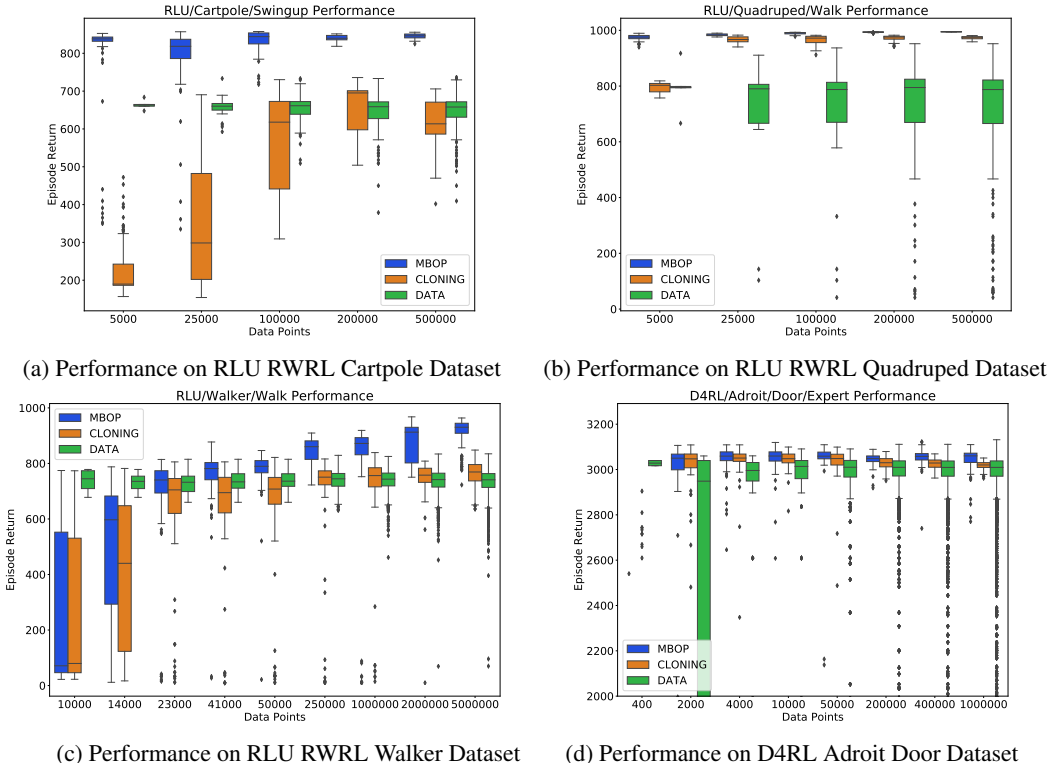 RLU/Cartpole/Swingup Performance
800
700
600
500
400
300
200
Episode Return
MBOP
CLONING
DATA
5000 25000 100000 200000 500000
Data Points
(a) Performance on RLU RWRL Cartpole Dataset
RLU/Quadruped/Walk Performance
1000
800
600
400
200
0
Episode Return
MBOP
CLONING
DATA
5000 25000 100000 200000 500000
Data Points
(b) Performance on RLU RWRL Quadruped Dataset
RLU/Walker/Walk Performance
1000
800
600
400
200
0
Episode Return
MBOP
CLONING
DATA
10000 14000 23000 41000 50000 250000 1000000 2000000 5000000
Data Points
(c) Performance on RLU RWRL Walker Dataset
D4RL/Adroit/Door/Expert Performance
3200
3000
2800
2600
2400
2200
2000
Episode Return
MBOP
CLONING
DATA
400 2000 4000 10000 50000 200000 400000 1000000
Data Points
(d) Performance on D4RL Adroit Door Dataset